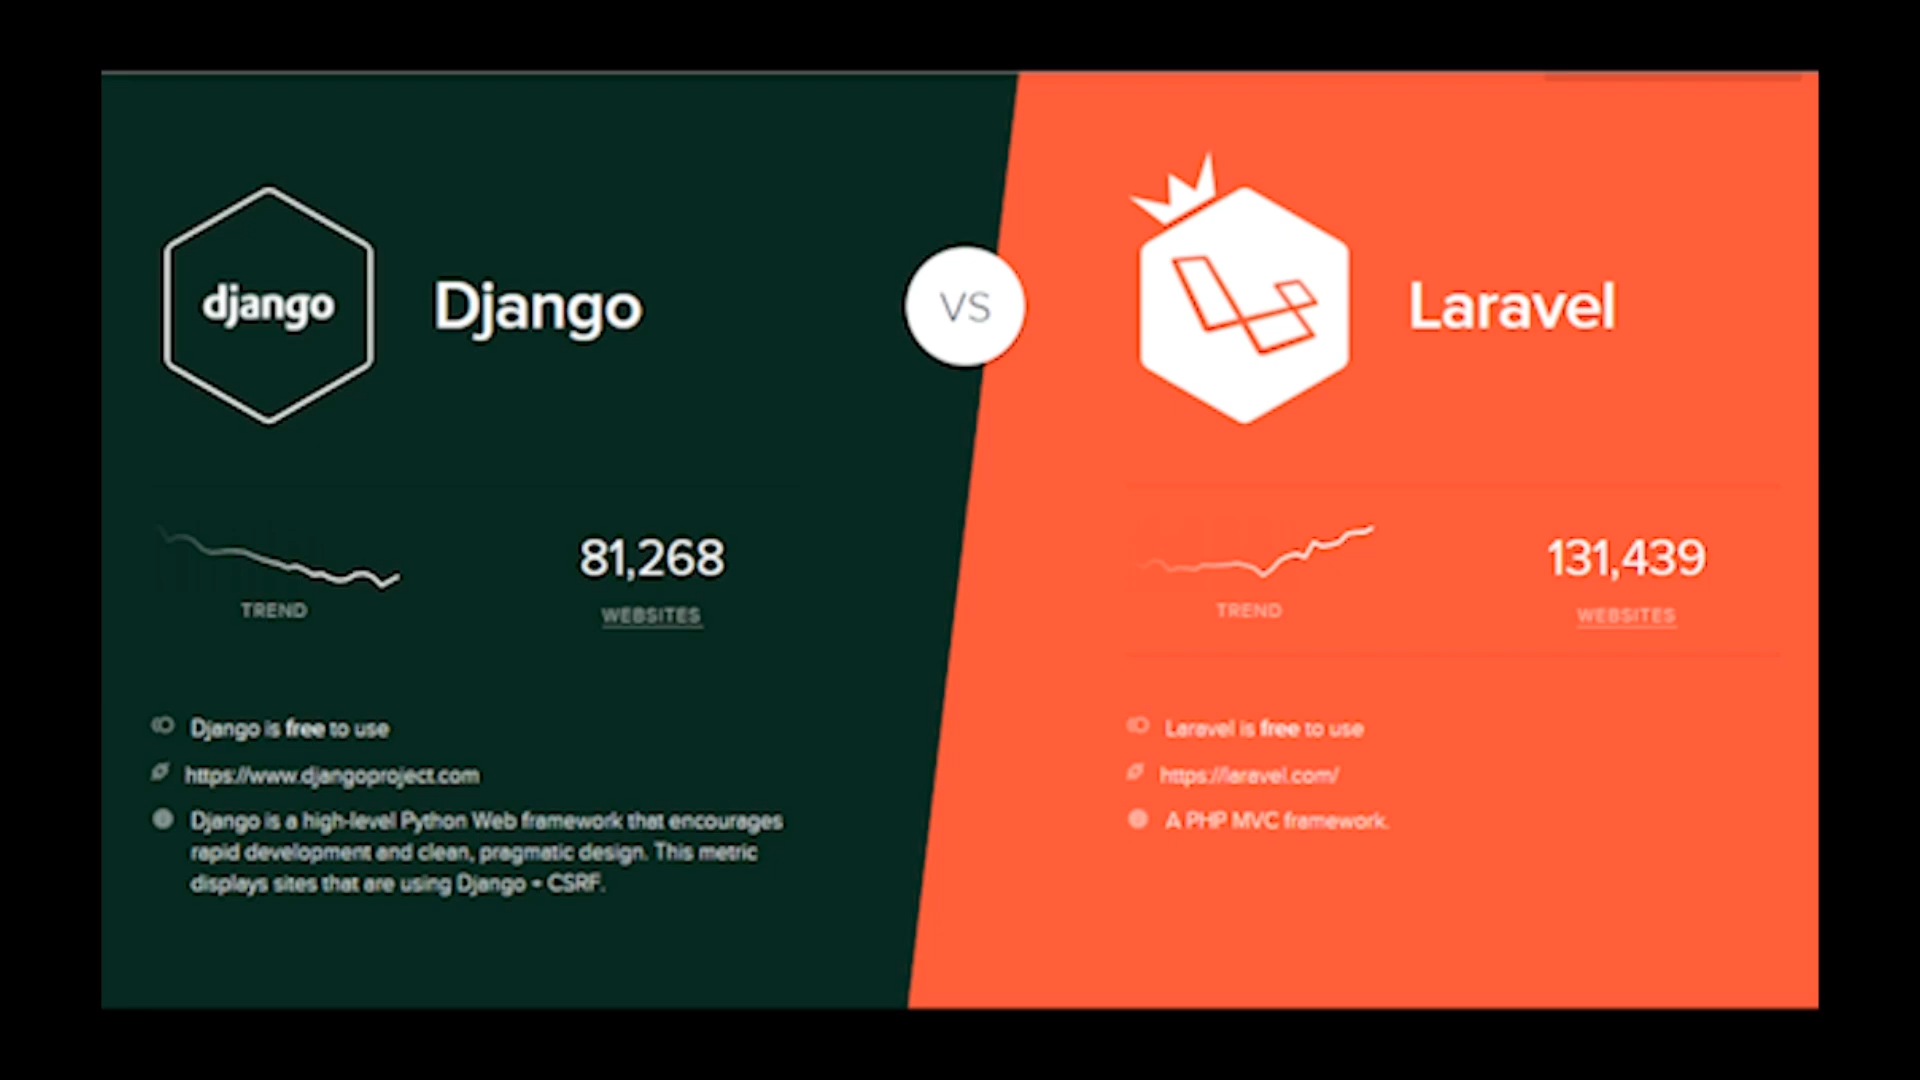 django
Django
VS
Laravel
81,268
TREND
WEBSITES
131,439
TREND
WEBSITES
Django is free to use
https://www.djangoproject.com
Django is a high-level Python Web framework that encourages
rapid development and clean, pragmatic design. This metric
displays sites that are using Django + CSRF.
Laravel is free to use
https://laravel.com/
A PHP MVC framework.